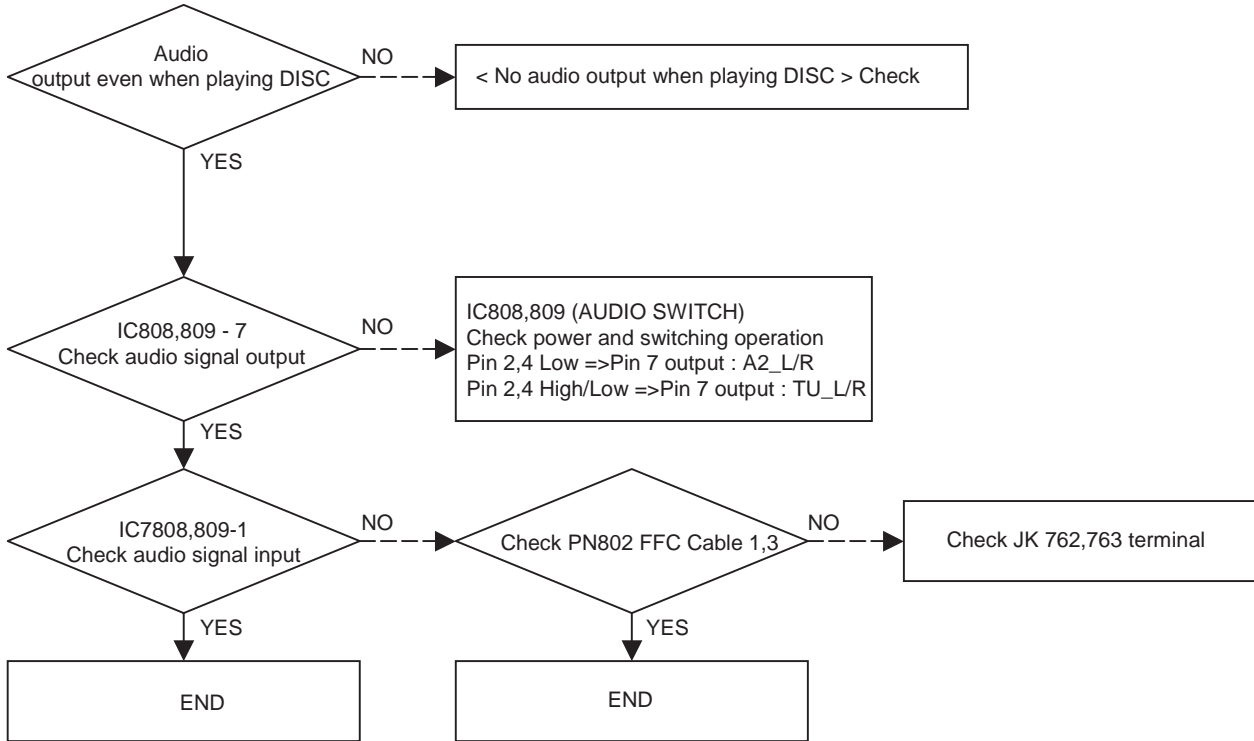 Audio
output even when playing DISC
NO
< No audio output when playing DISC > Check
YES
IC808,809 - 7
Check audio signal output
NO
IC808,809 (AUDIO SWITCH)
Check power and switching operation
Pin 2,4 Low =>Pin 7 output : A2_L/R
Pin 2,4 High/Low =>Pin 7 output : TU_L/R
YES
IC7808,809-1
Check audio signal input
NO
Check PN802 FFC Cable 1,3
NO
Check JK 762,763 terminal
YES
YES
END
END